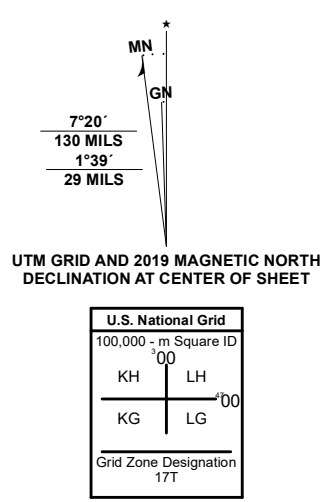 ★
MN
GN
7°20´
130 MILS
1°39´
29 MILS
UTM GRID AND 2019 MAGNETIC NORTH
DECLINATION AT CENTER OF SHEET
U.S. National Grid
100,000 - m Square ID
³00
KH LH
⁴⁷00
KG LG
Grid Zone Designation
17T